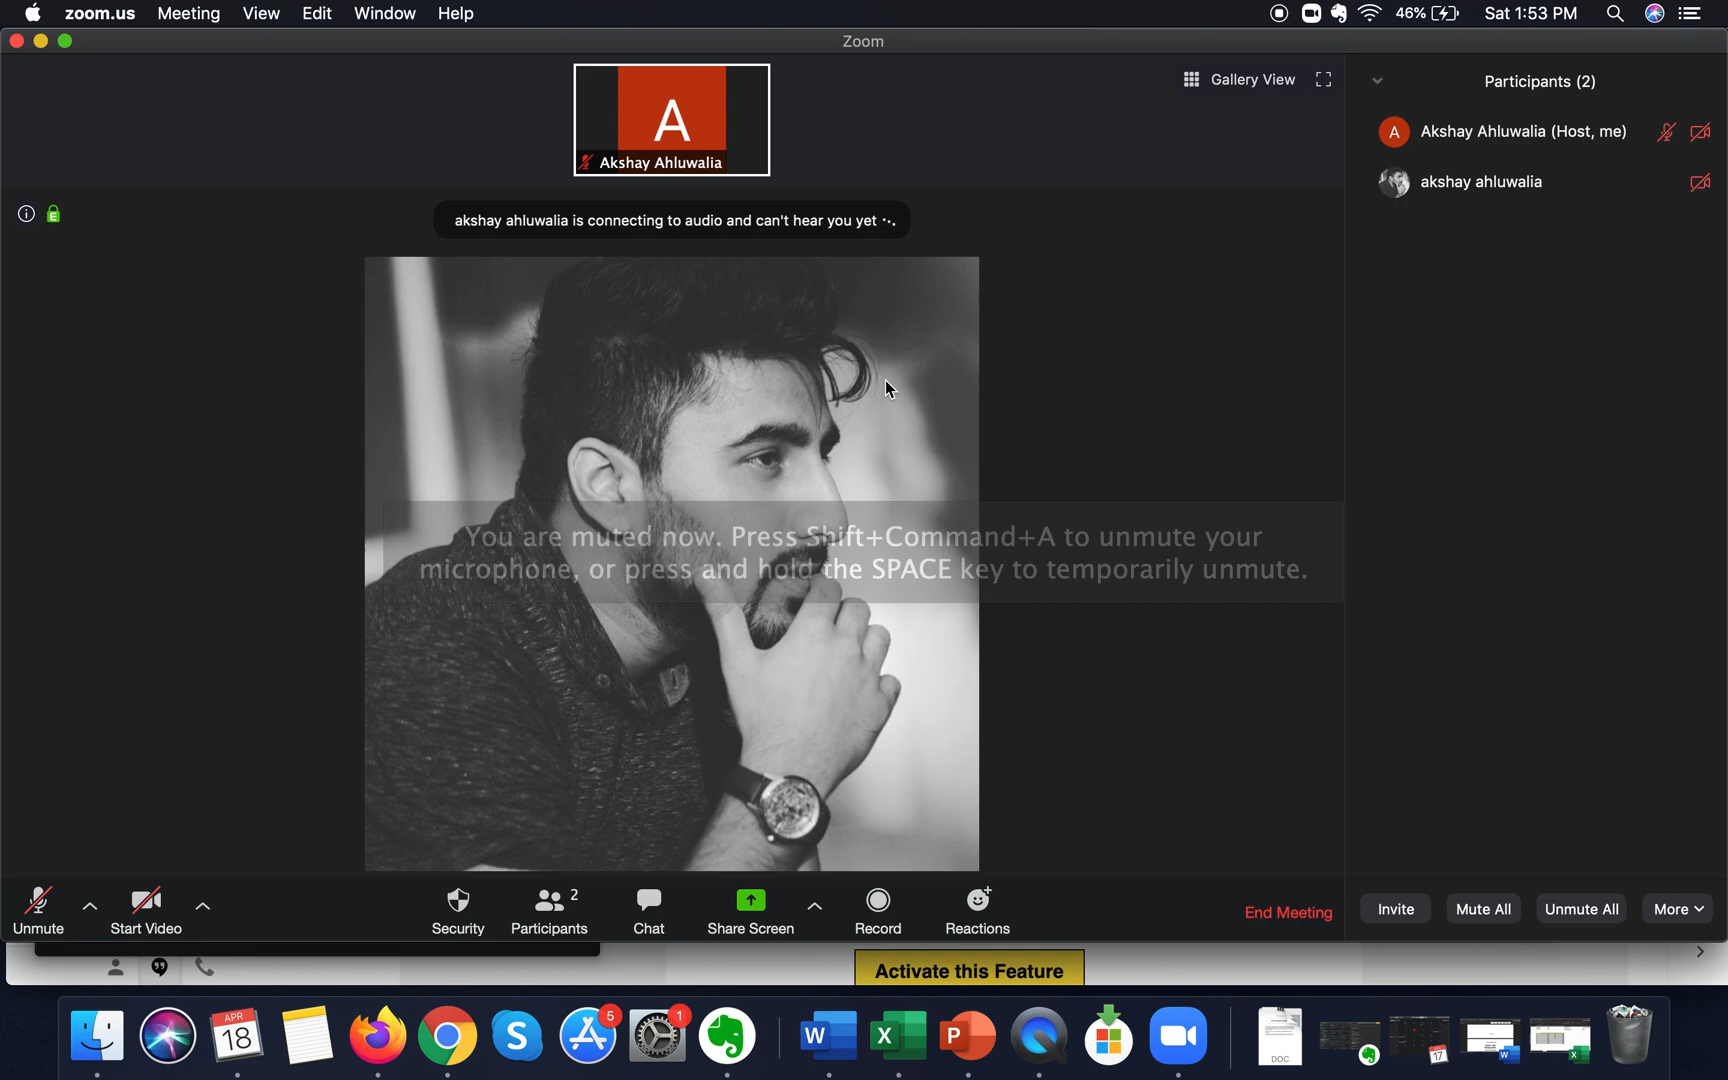 zoom.us Meeting View Edit Window Help 46% Sat 1:53 PM
Zoom
A
Akshay Ahluwalia
Gallery View
Participants (2)
A Akshay Ahluwalia (Host, me)
akshay ahluwalia
E
akshay ahluwalia is connecting to audio and can't hear you yet
You are muted now. Press Shift+Command+A to unmute your
microphone, or press and hold the SPACE key to temporarily unmute.
Unmute
Start Video
Security
Participants 2
Chat
Share Screen
Record
Reactions
End Meeting
Invite
Mute All
Unmute All
More
Activate this Feature
APR
18
S
5
1
W
X
P
DOC
17
W
X